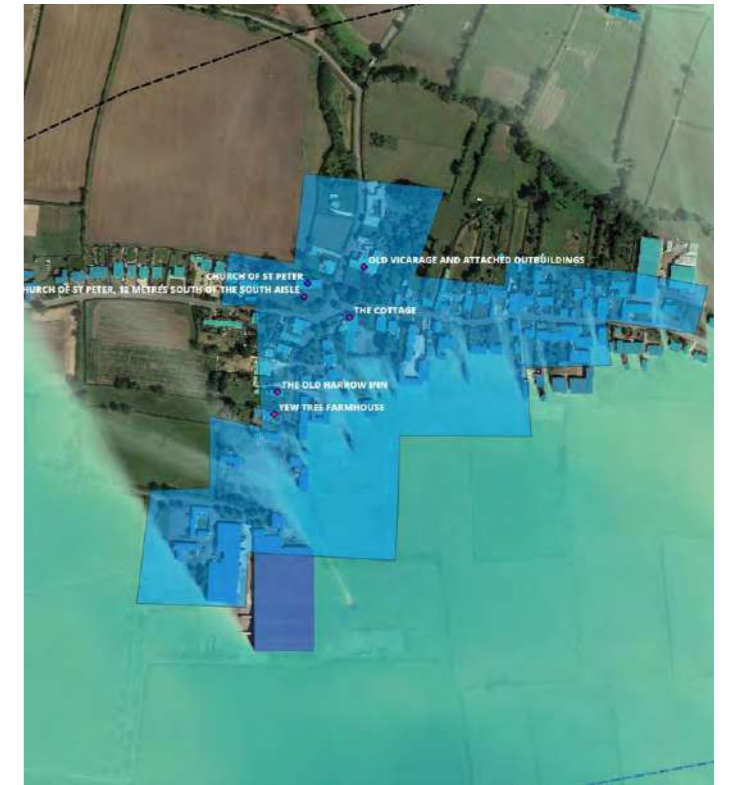 OLD VICARAGE AND ATTACHED OUTBUILDINGS
CHURCH OF ST PETER
HURCH OF ST PETER, 12 METRES SOUTH OF THE SOUTH AISLE
THE COTTAGE
THE OLD HARROW INN
YEW TREE FARMHOUSE